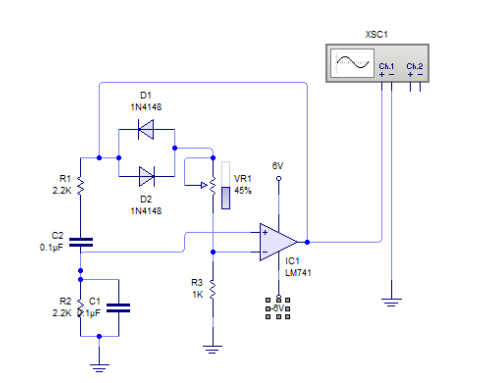 XSC1
Ch.1 Ch.2
+ − + −
D1
1N4148
D2
1N4148
R1
2.2K
VR1
45%
6V
C2
0.1µF
+
−
IC1
LM741
-6V
R3
1K
R2
2.2K
C1
0.1µF